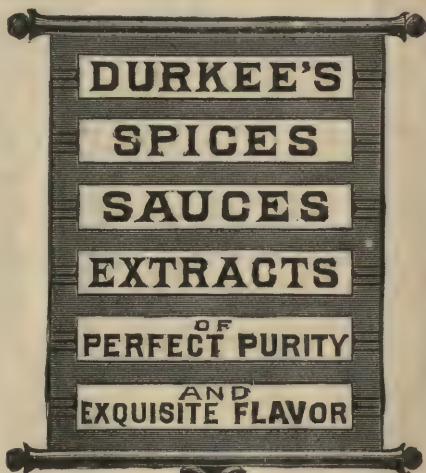 DURKEE'S
SPICES
SAUCES
EXTRACTS
OF
PERFECT PURITY
AND
EXQUISITE FLAVOR